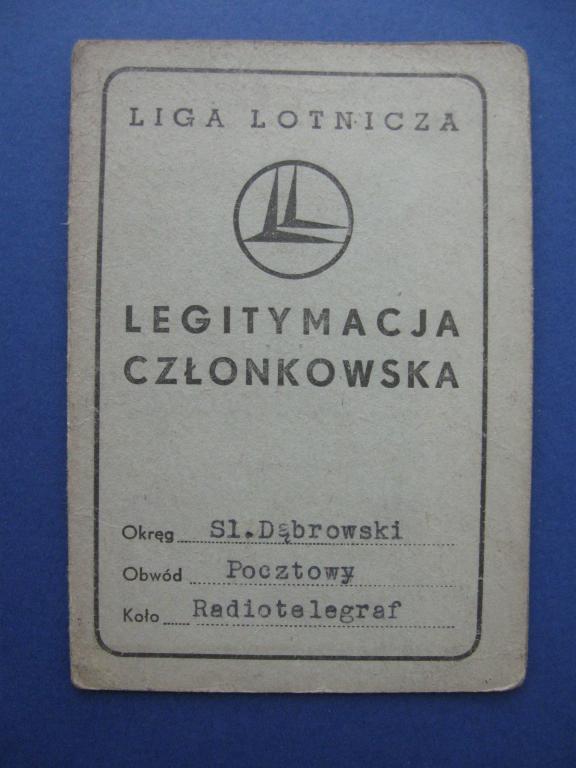 LIGA LOTNICZA
LEGITYMACJA
CZŁONKOWSKA
Okręg Sl.Dąbrowski
Obwód Pocztowy
Koło Radiotelegraf